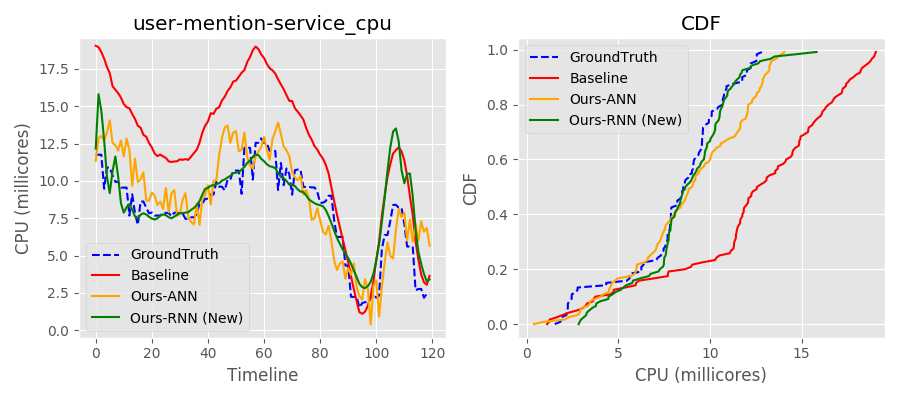 user-mention-service_cpu
CPU (millicores)
17.5
15.0
12.5
10.0
7.5
5.0
2.5
0.0
GroundTruth
Baseline
Ours-ANN
Ours-RNN (New)
0 20 40 60 80 100 120
Timeline
CDF
CDF
1.0
0.8
0.6
0.4
0.2
0.0
GroundTruth
Baseline
Ours-ANN
Ours-RNN (New)
0 5 10 15
CPU (millicores)